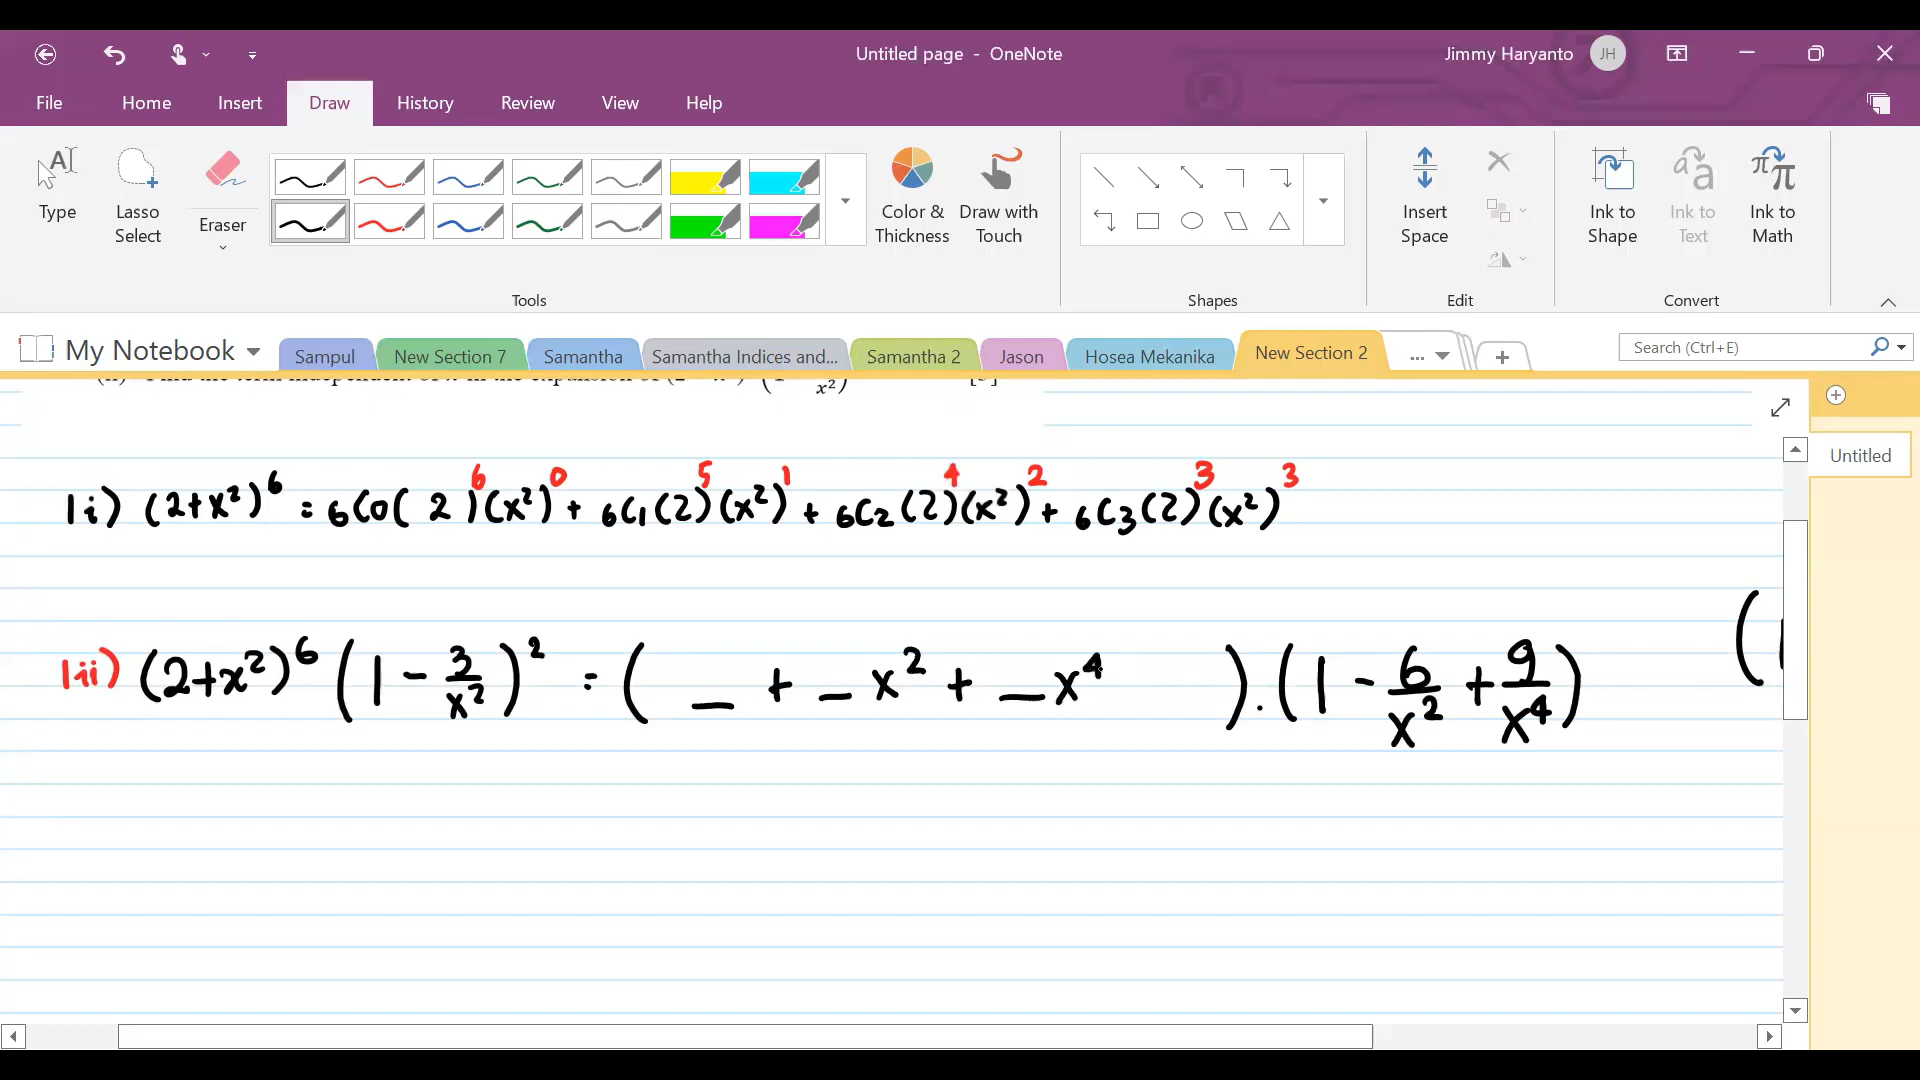 Untitled page - OneNote
Jimmy Haryanto JH
File Home Insert Draw History Review View Help
Type
Lasso Select
Eraser
Color & Thickness
Draw with Touch
Insert Space
Ink to Shape
Ink to Text
Ink to Math
Tools Shapes Edit Convert
My Notebook Sampul New Section 7 Samantha Samantha Indices and... Samantha 2 Jason Hosea Mekanika New Section 2 ... Search (Ctrl+E)
x²
Untitled
1i) (2+x²)⁶ = 6C0(2)⁶(x²)⁰ + 6C1(2)⁵(x²)¹ + 6C2(2)⁴(x²)² + 6C3(2)³(x²)³
1ii) (2+x²)⁶ (1 - 3/x²)² = ( _ + _ x² + _ x⁴ ) . (1 - 6/x² + 9/x⁴)
(